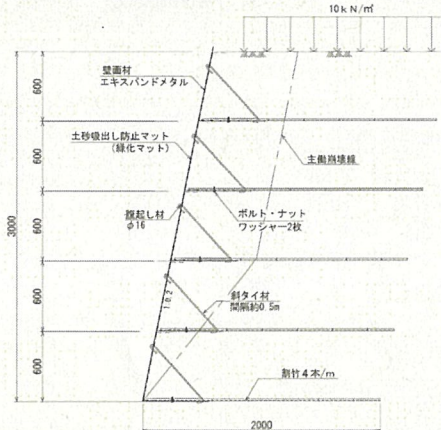 10kN/㎡
壁画材
エキスパンドメタル
土砂吸出し防止マット
(緑化マット)
主働崩壊線
腹起し材
φ16
ボルト・ナット
ワッシャー2枚
斜タイ材
間隔約0.5m
割竹4本/m
600
600
600
600
600
3000
1:0.2
2000